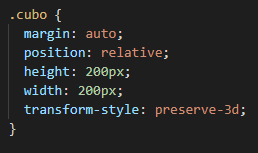 .cubo {
  margin: auto;
  position: relative;
  height: 200px;
  width: 200px;
  transform-style: preserve-3d;
}